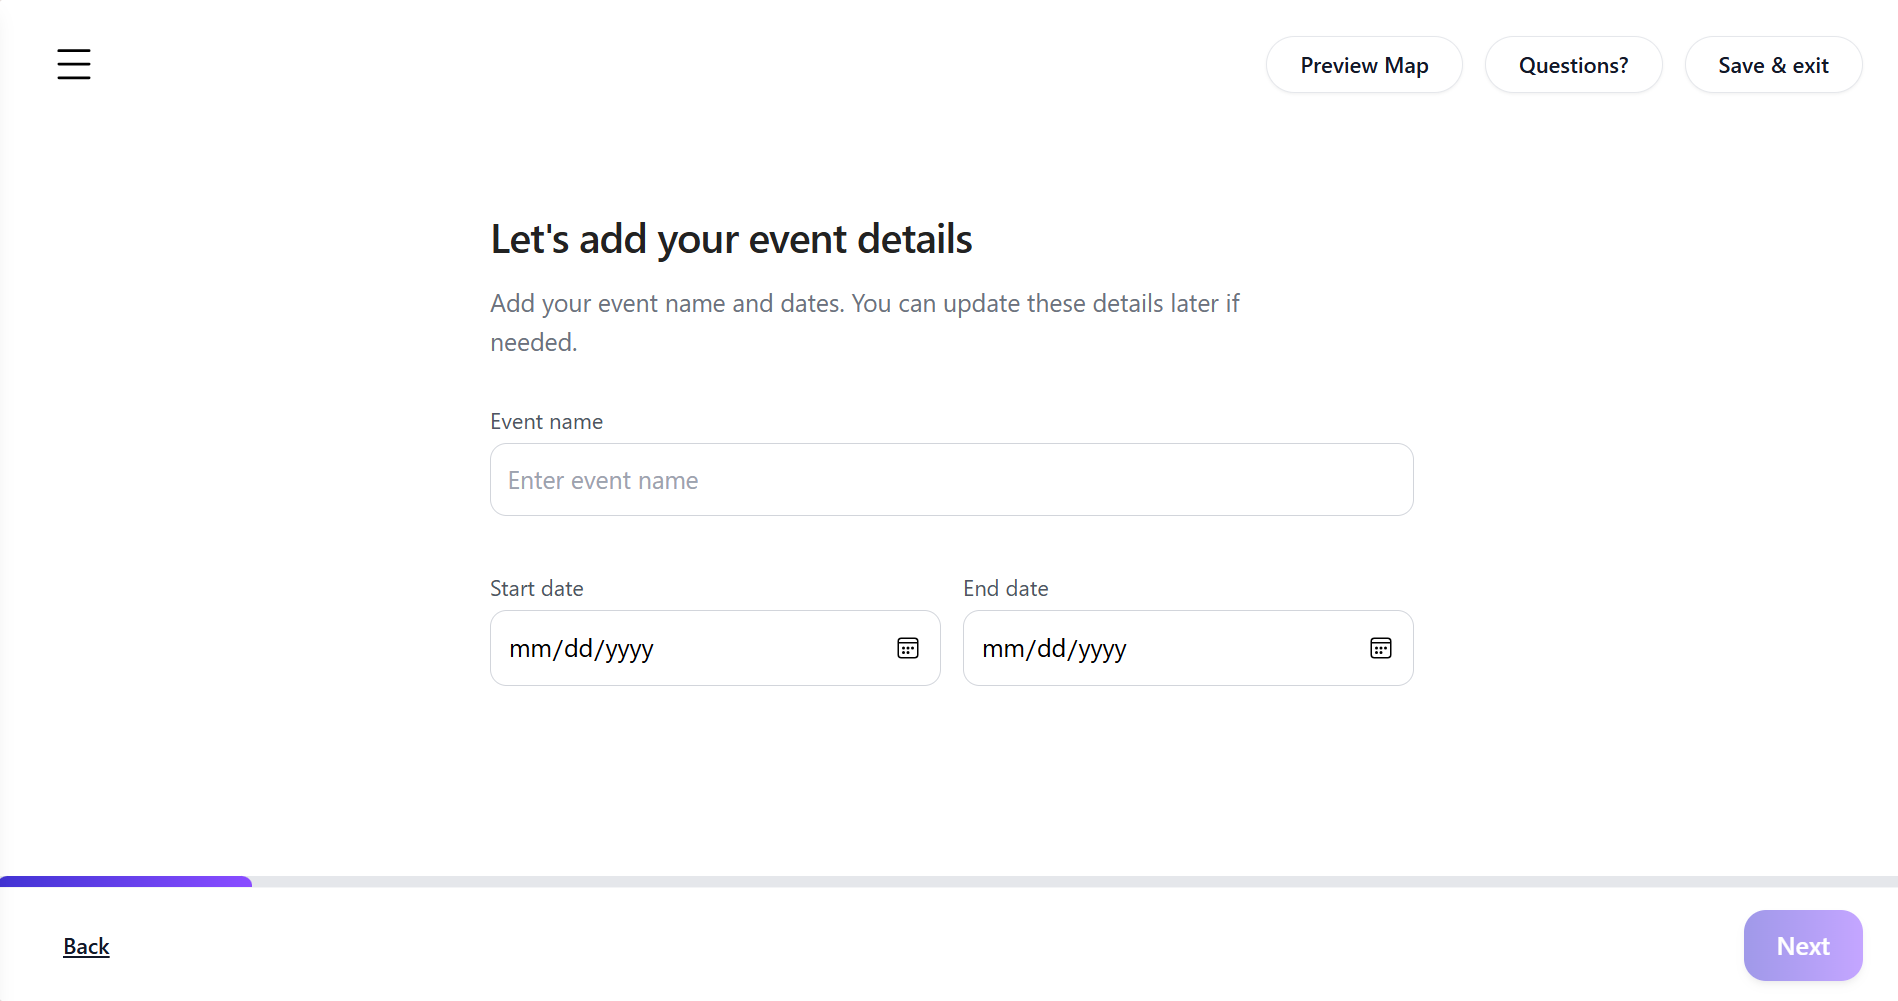 Preview Map
Questions?
Save & exit
Let's add your event details
Add your event name and dates. You can update these details later if
needed.
Event name
Enter event name
Start date
End date
mm/dd/yyyy
mm/dd/yyyy
Back
Next